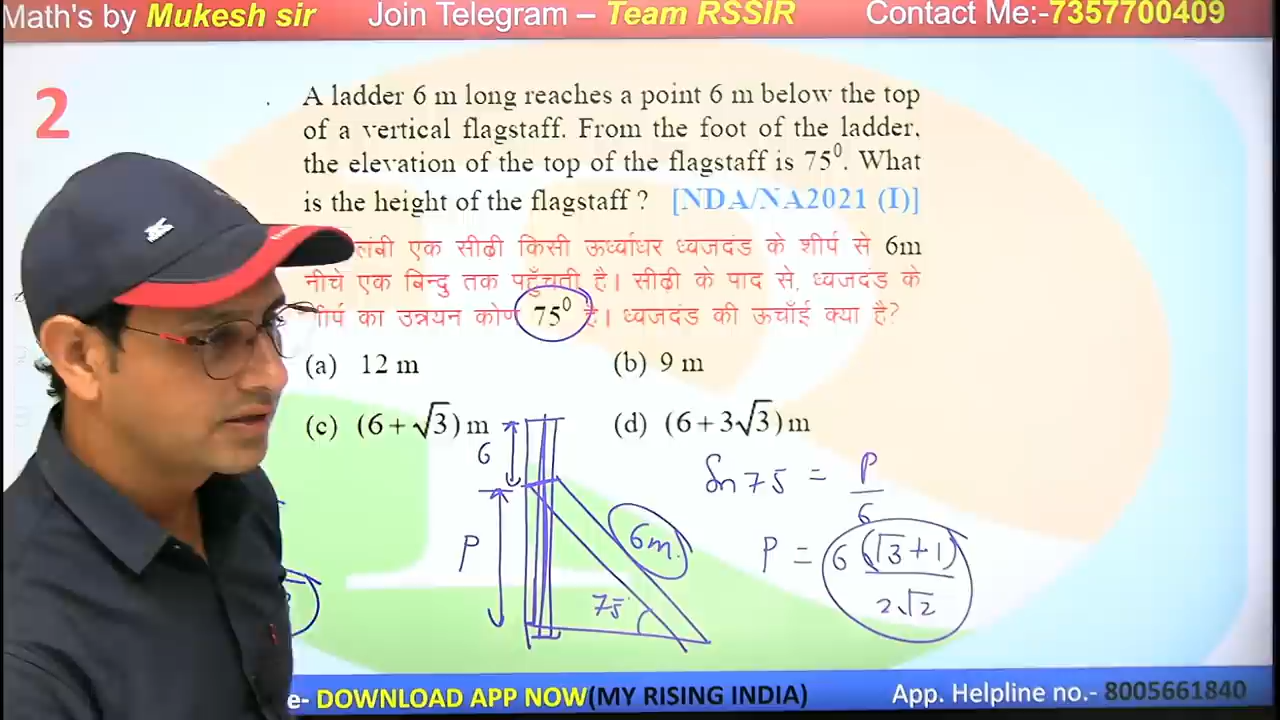 Math's by Mukesh sir Join Telegram – Team RSSIR Contact Me:-7357700409
2
A ladder 6 m long reaches a point 6 m below the top
of a vertical flagstaff. From the foot of the ladder,
the elevation of the top of the flagstaff is 75⁰. What
is the height of the flagstaff ? [NDA/NA2021 (I)]
लंबी एक सीढ़ी किसी ऊर्ध्वाधर ध्वजदंड के शीर्ष से 6m
नीचे एक बिन्दु तक पहुँचती है। सीढ़ी के पाद से, ध्वजदंड के
का उन्नयन कोण 75⁰ है। ध्वजदंड की ऊचाँई क्या है?
(a) 12 m (b) 9 m
(c) (6+√3)m (d) (6+3√3)m
6
Sn 75 = P/6
P 6m. P = 6 (√3+1)/2√2
75
e- DOWNLOAD APP NOW(MY RISING INDIA) App. Helpline no.- 8005661840